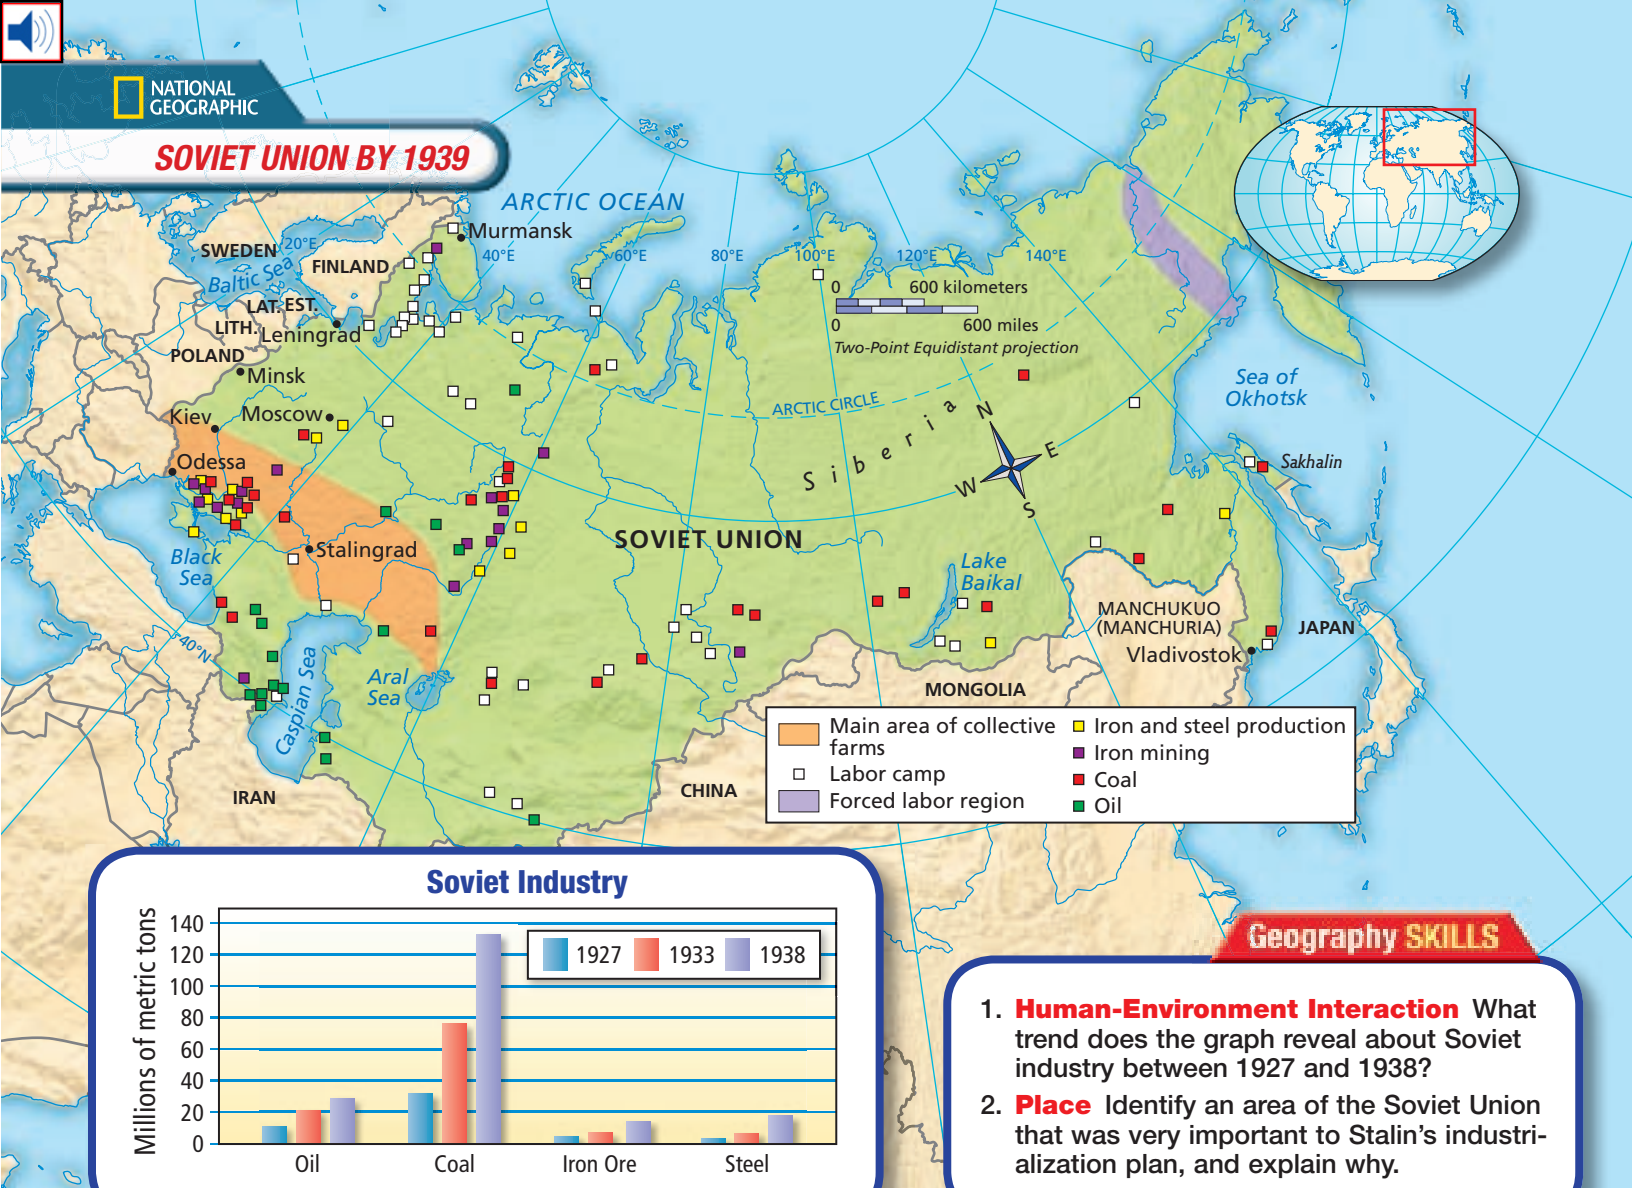 NATIONAL
GEOGRAPHIC
SOVIET UNION BY 1939
ARCTIC OCEAN
Murmansk
SWEDEN
20°E
FINLAND
Baltic Sea
40°E
60°E
80°E
100°E
120°E
140°E
0 600 kilometers
0 600 miles
Two-Point Equidistant projection
LAT. EST.
LITH.
Leningrad
POLAND
Minsk
Kiev
Moscow
ARCTIC CIRCLE
Siberia
N
E
W
S
Sea of
Okhotsk
Odessa
Sakhalin
SOVIET UNION
Stalingrad
Black
Sea
Lake
Baikal
40°N
MANCHUKUO
(MANCHURIA)
JAPAN
Vladivostok
Aral
Sea
Caspian Sea
MONGOLIA
IRAN
CHINA
Main area of collective
farms
Labor camp
Forced labor region
Iron and steel production
Iron mining
Coal
Oil
Soviet Industry
Millions of metric tons
140
120
100
80
60
40
20
0
1927 1933 1938
Oil Coal Iron Ore Steel
Geography SKILLS
1. Human-Environment Interaction What
trend does the graph reveal about Soviet
industry between 1927 and 1938?
2. Place Identify an area of the Soviet Union
that was very important to Stalin's industri-
alization plan, and explain why.